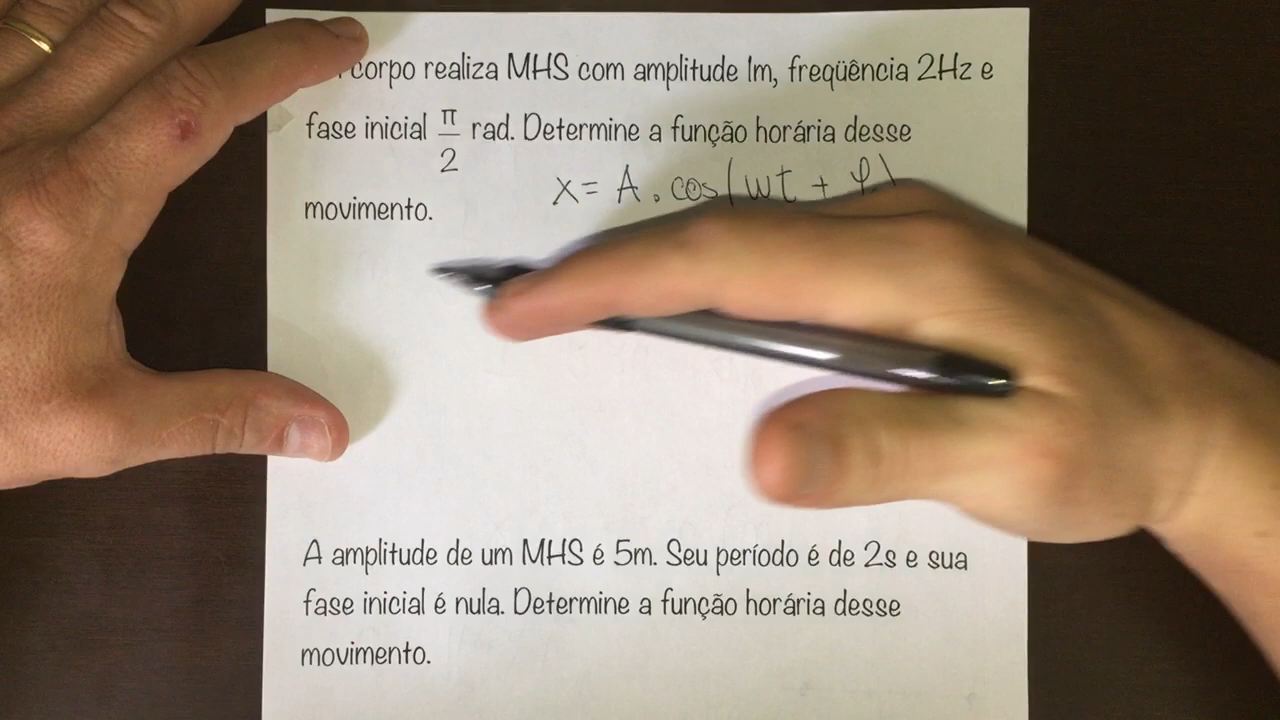 corpo realiza MHS com amplitude 1m, freqüência 2Hz e
fase inicial π/2 rad. Determine a função horária desse
x = A . cos(wt + φ
movimento.
A amplitude de um MHS é 5m. Seu período é de 2s e sua
fase inicial é nula. Determine a função horária desse
movimento.